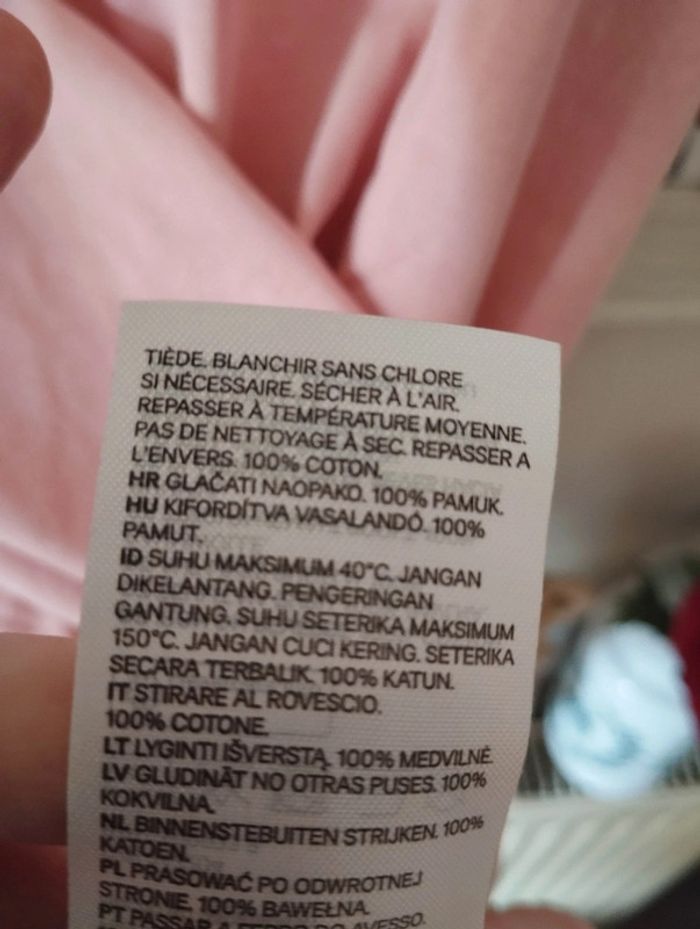 TIÈDE. BLANCHIR SANS CHLORE
SI NÉCESSAIRE. SÉCHER À L'AIR.
REPASSER À TEMPÉRATURE MOYENNE.
PAS DE NETTOYAGE À SEC. REPASSER A
L'ENVERS. 100% COTON.
HR GLAČATI NAOPAKO. 100% PAMUK.
HU KIFORDÍTVA VASALANDÓ. 100%
PAMUT.
ID SUHU MAKSIMUM 40°C. JANGAN
DIKELANTANG. PENGERINGAN
GANTUNG. SUHU SETERIKA MAKSIMUM
150°C. JANGAN CUCI KERING. SETERIKA
SECARA TERBALIK. 100% KATUN.
IT STIRARE AL ROVESCIO.
100% COTONE.
LT LYGINTI IŠVERSTĄ. 100% MEDVILNĖ.
LV GLUDINĀT NO OTRAS PUSES. 100%
KOKVILNA.
NL BINNENSTEBUITEN STRIJKEN. 100%
KATOEN.
PL PRASOWAĆ PO ODWROTNEJ
STRONIE. 100% BAWEŁNA.
PT PASSAR A FERRO DO AVESSO.